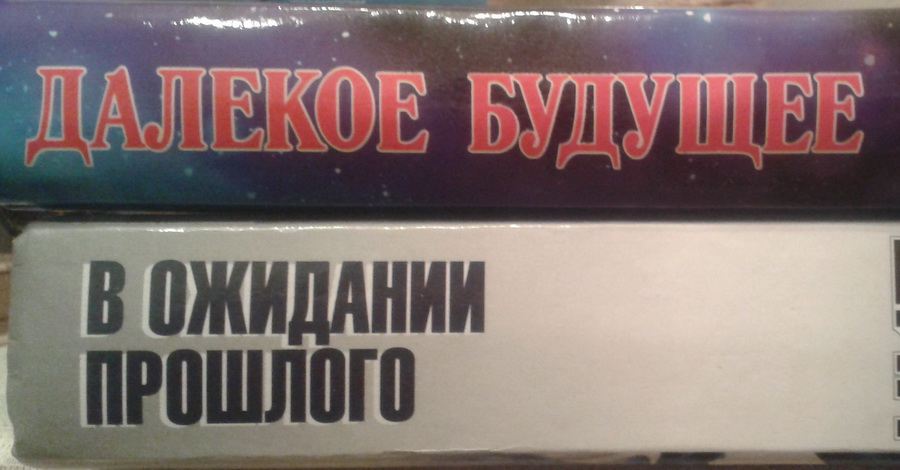 ДАЛЕКОЕ БУДУЩЕЕ
В ОЖИДАНИИ
ПРОШЛОГО